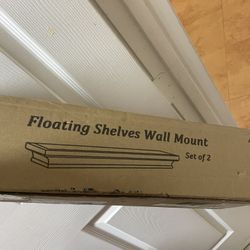 Floating Shelves Wall Mount
Set of 2